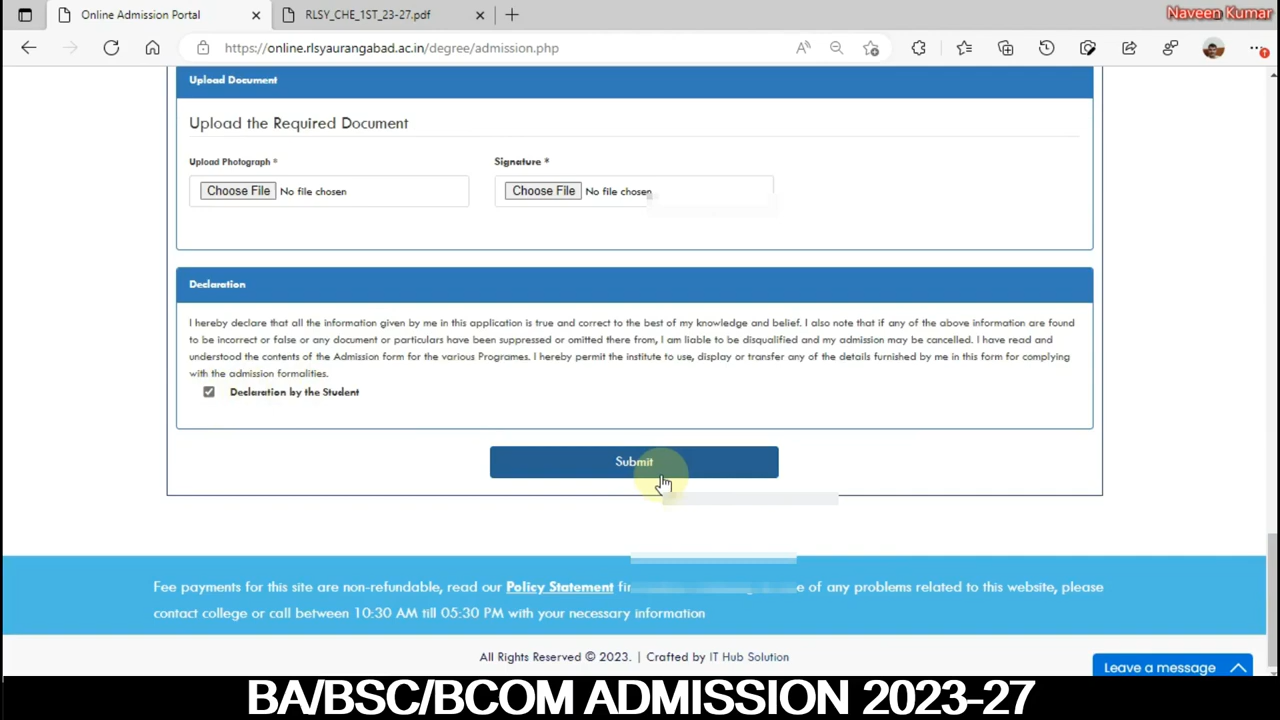 Online Admission Portal
RLSY_CHE_1ST_23-27.pdf
Naveen Kumar
https://online.rlsyaurangabad.ac.in/degree/admission.php
Upload Document
Upload the Required Document
Upload Photograph * Signature *
Choose File No file chosen Choose File No file chosen
Declaration
I hereby declare that all the information given by me in this application is true and correct to the best of my knowledge and belief. I also note that if any of the above information are found
to be incorrect or false or any document or particulars have been suppressed or omitted there from, I am liable to be disqualified and my admission may be cancelled. I have read and
understood the contents of the Admission form for the various Programes. I hereby permit the institute to use, display or transfer any of the details furnished by me in this form for complying
with the admission formalities.
Declaration by the Student
Submit
Fee payments for this site are non-refundable, read our Policy Statement of any problems related to this website, please
contact college or call between 10:30 AM till 05:30 PM with your necessary information
All Rights Reserved © 2023. | Crafted by IT Hub Solution
Leave a message
BA/BSC/BCOM ADMISSION 2023-27